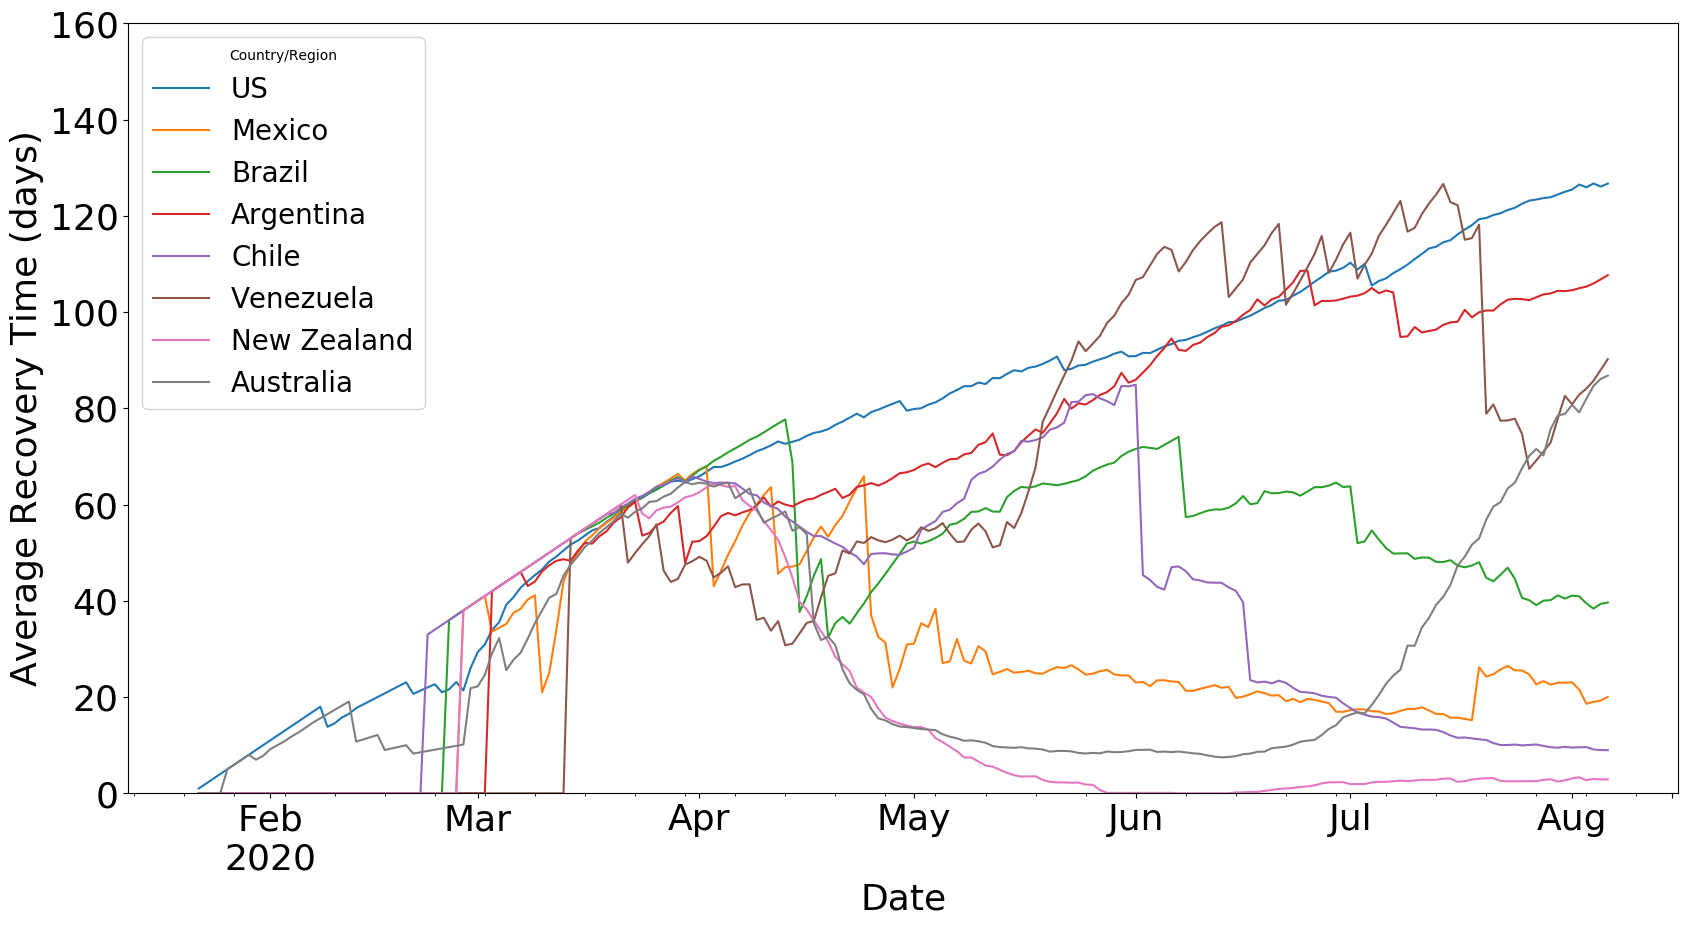 160
140
120
100
80
60
40
20
0
Average Recovery Time (days)
Country/Region
US
Mexico
Brazil
Argentina
Chile
Venezuela
New Zealand
Australia
Feb
2020
Mar
Apr
May
Jun
Jul
Aug
Date